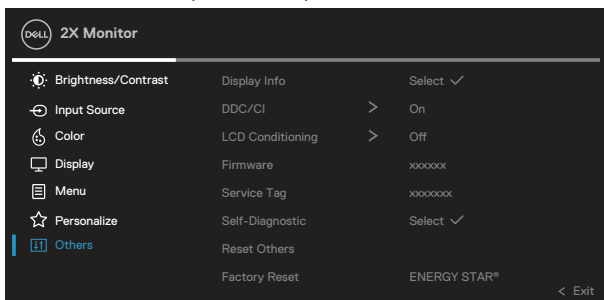 DELL 2X Monitor
Brightness/Contrast Display Info Select ✓
Input Source DDC/CI > On
Color LCD Conditioning > Off
Display Firmware xxxxxx
Menu Service Tag xxxxxxx
Personalize Self-Diagnostic Select ✓
Others Reset Others
Factory Reset ENERGY STAR®
< Exit